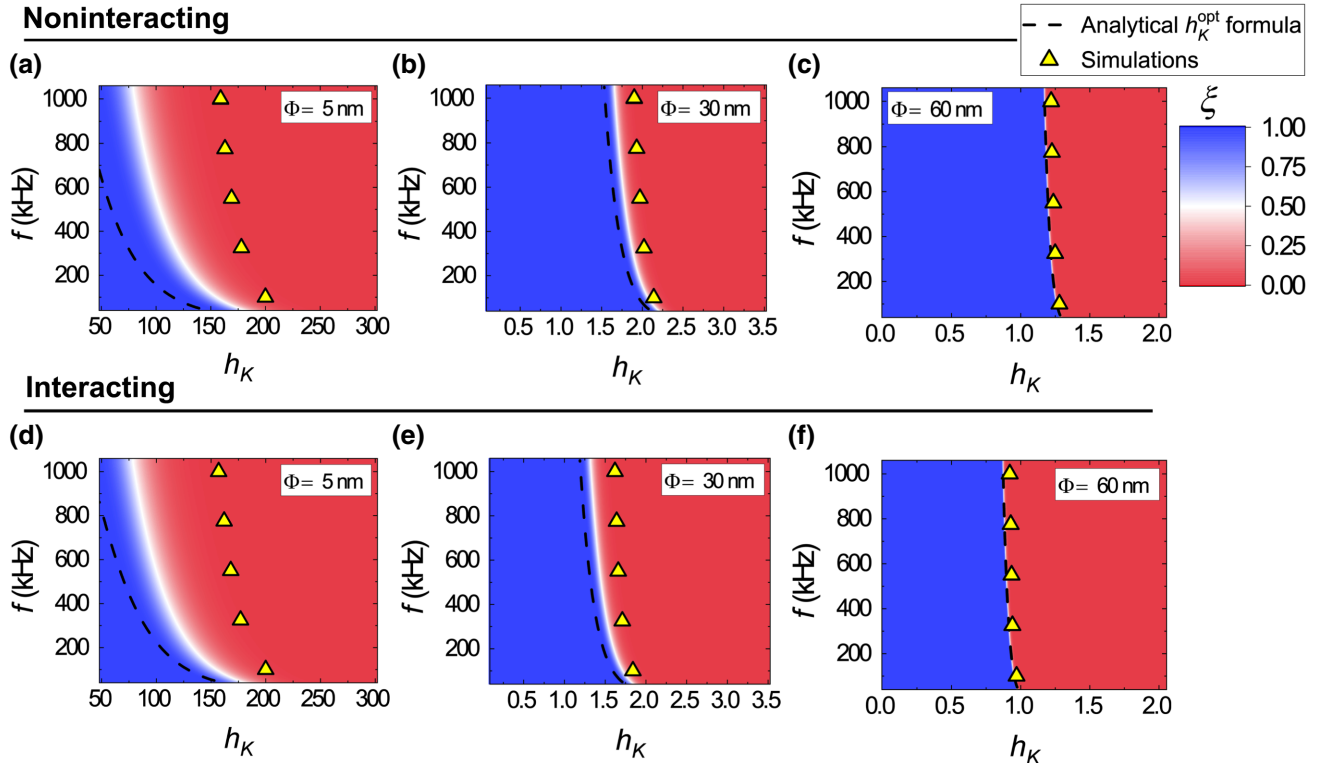 Noninteracting
Analytical h_K^opt formula
Simulations
(a)
Φ= 5 nm
f (kHz)
1000
800
600
400
200
50 100 150 200 250 300
h_K
(b)
Φ= 30 nm
f (kHz)
1000
800
600
400
200
0.5 1.0 1.5 2.0 2.5 3.0 3.5
h_K
(c)
Φ= 60 nm
f (kHz)
1000
800
600
400
200
0.0 0.5 1.0 1.5 2.0
h_K
ξ
1.00
0.75
0.50
0.25
0.00
Interacting
(d)
Φ= 5 nm
f (kHz)
1000
800
600
400
200
50 100 150 200 250 300
h_K
(e)
Φ= 30 nm
f (kHz)
1000
800
600
400
200
0.5 1.0 1.5 2.0 2.5 3.0 3.5
h_K
(f)
Φ= 60 nm
f (kHz)
1000
800
600
400
200
0.0 0.5 1.0 1.5 2.0
h_K